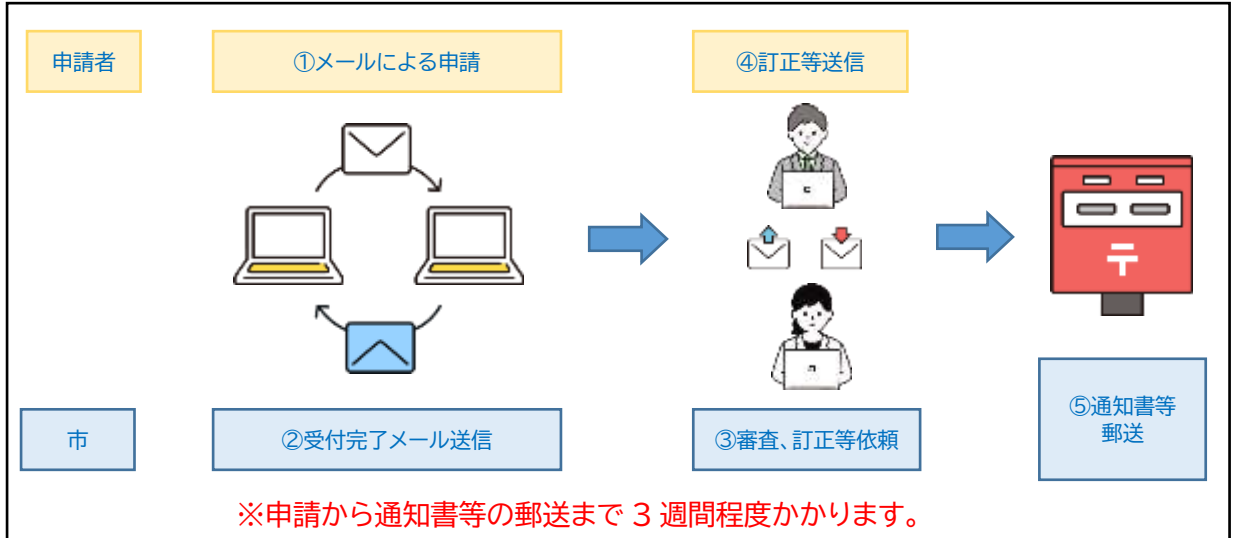 申請者
①メールによる申請
④訂正等送信
〒
市
②受付完了メール送信
③審査、訂正等依頼
⑤通知書等
郵送
※申請から通知書等の郵送まで 3 週間程度かかります。